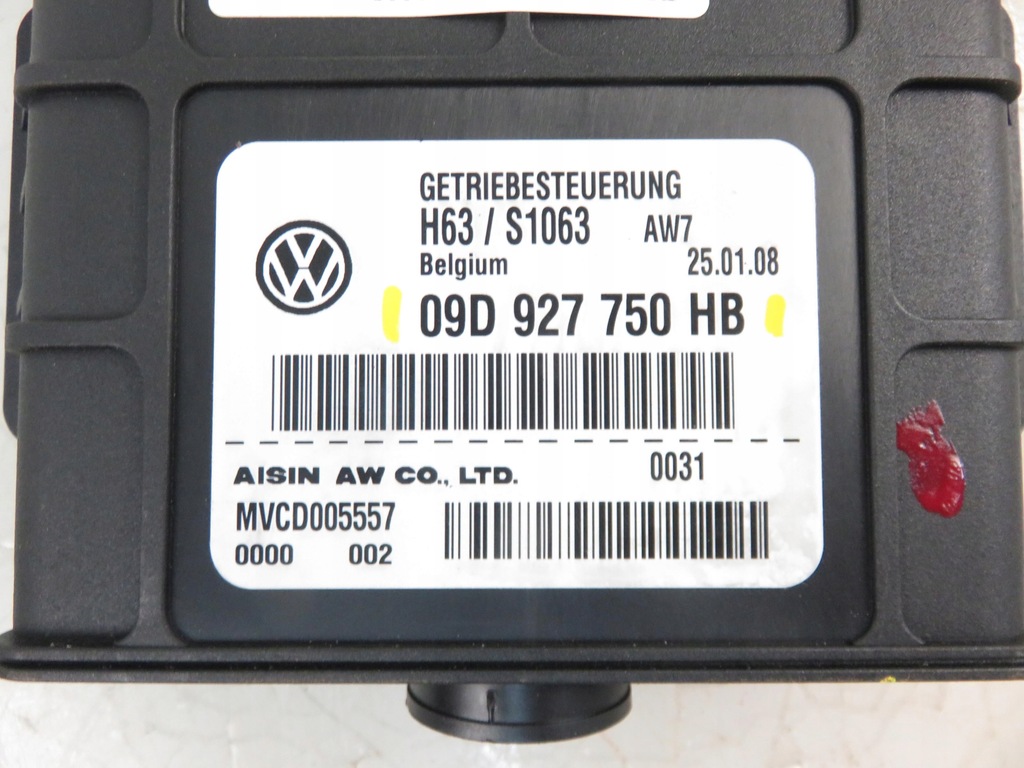 GETRIEBESTEUERUNG
H63 / S1063 AW7
Belgium 25.01.08
09D 927 750 HB
AISIN AW CO., LTD. 0031
MVCD005557
0000 002